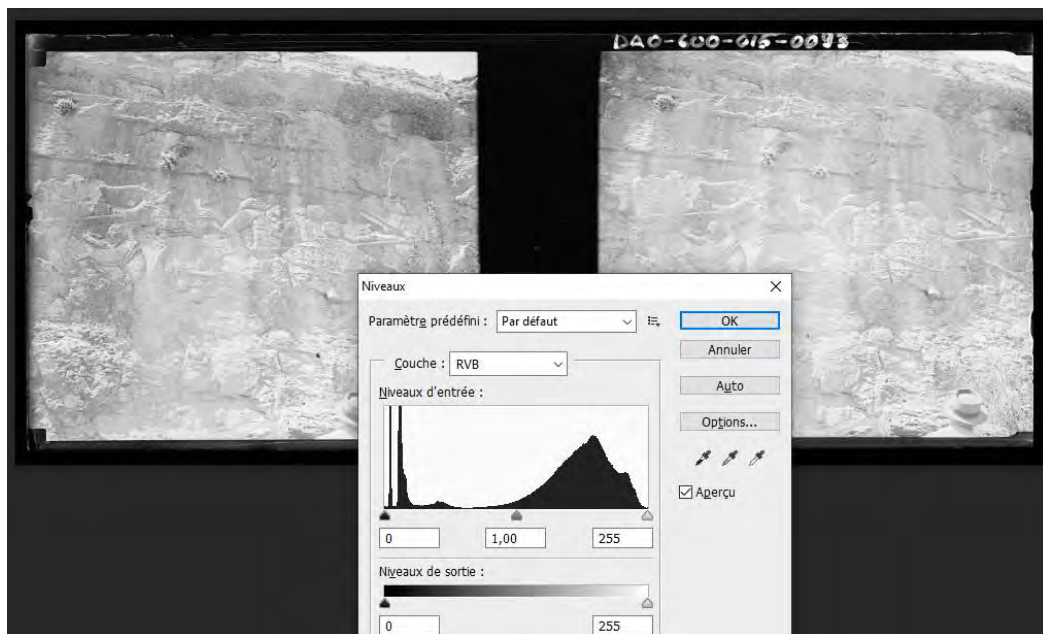 DAO-600-015-0093
Niveaux
Paramètre prédéfini : Par défaut
OK
Annuler
Couche : RVB
Auto
Niveaux d'entrée :
Options...
Aperçu
0 1,00 255
Niveaux de sortie :
0 255